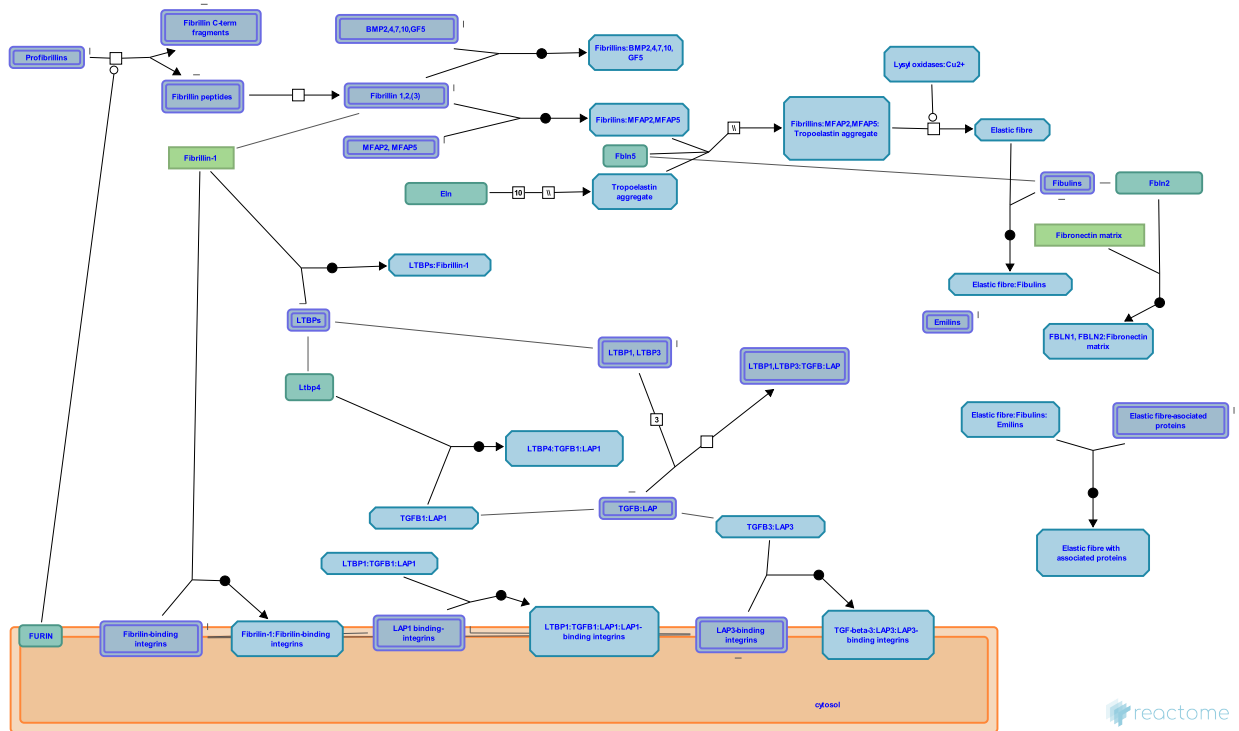 Fibrillin C-term
fragments
BMP2,4,7,10,GF5
Profibrillins
Fibrillins:BMP2,4,7,10,
GF5
Lysyl oxidases:Cu2+
Fibrillin peptides
Fibrillin 1,2,(3)
Fibrilins:MFAP2,MFAP5
Fibrillins:MFAP2,MFAP5:
Tropoelastin aggregate
Elastic fibre
\\
MFAP2, MFAP5
Fibrillin-1
Fbln5
Eln
10
\\
Tropoelastin
aggregate
Fibulins
Fbln2
Fibronectin matrix
LTBPs:Fibrillin-1
Elastic fibre:Fibulins
LTBPs
Emilins
FBLN1, FBLN2:Fibronectin
matrix
LTBP1, LTBP3
LTBP1,LTBP3:TGFB:LAP
Ltbp4
3
Elastic fibre:Fibulins:
Emilins
Elastic fibre-asociated
proteins
LTBP4:TGFB1:LAP1
TGFB:LAP
TGFB1:LAP1
TGFB3:LAP3
Elastic fibre with
associated proteins
LTBP1:TGFB1:LAP1
FURIN
Fibrilin-binding
integrins
Fibrilin-1:Fibrilin-binding
integrins
LAP1 binding-
integrins
LTBP1:TGFB1:LAP1:LAP1-
binding integrins
LAP3-binding
integrins
TGF-beta-3:LAP3:LAP3-
binding integrins
cytosol
reactome